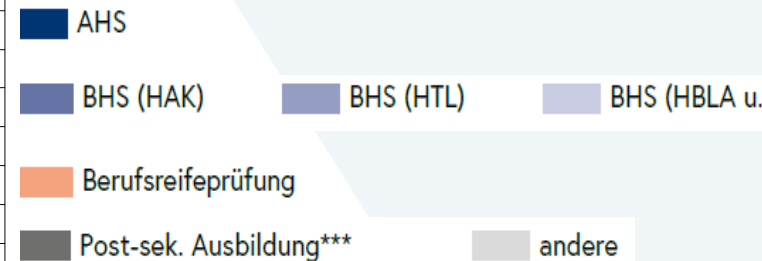 AHS
BHS (HAK) BHS (HTL) BHS (HBLA u.
Berufsreifeprüfung
Post-sek. Ausbildung*** andere